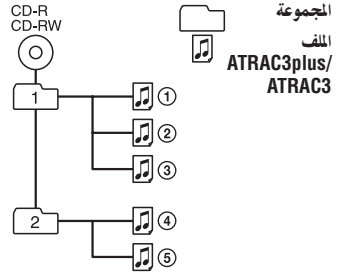 CD-R
CD-RW
المجموعة
الملف
ATRAC3plus/
ATRAC3
1
①
②
③
2
④
⑤